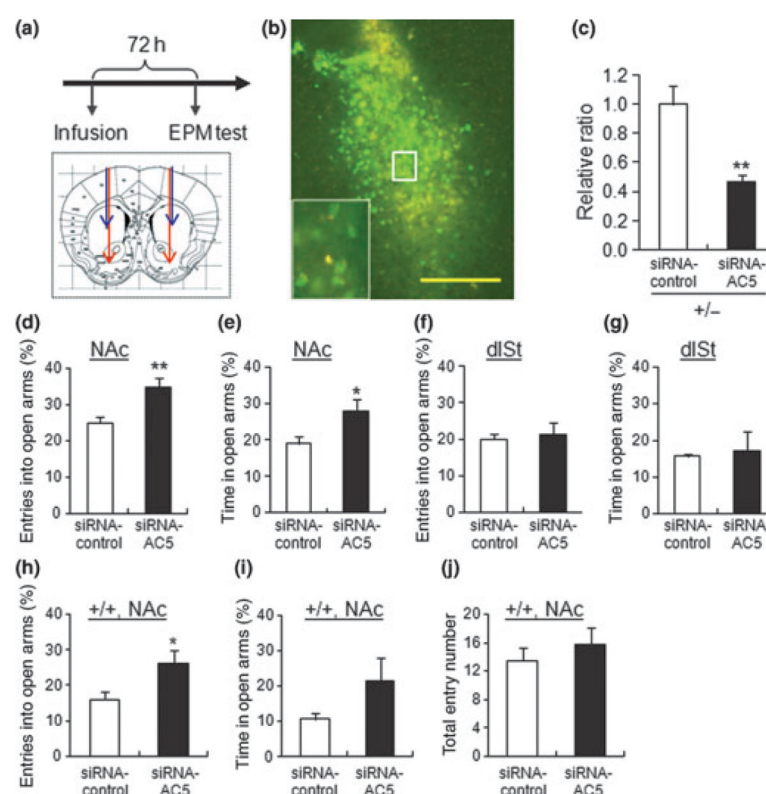 (a)
72 h
Infusion
EPM test
(b)
(c)
Relative ratio
1.2
1.0
0.8
0.6
0.4
0.2
0.0
**
siRNA-
control
siRNA-
AC5
+/–
(d)
NAc
Entries into open arms (%)
40
30
20
10
0
**
siRNA-
control
siRNA-
AC5
(e)
NAc
Time in open arms (%)
40
30
20
10
0
*
siRNA-
control
siRNA-
AC5
(f)
dlSt
Entries into open arms (%)
40
30
20
10
0
siRNA-
control
siRNA-
AC5
(g)
dlSt
Time in open arms (%)
40
30
20
10
0
siRNA-
control
siRNA
AC5
(h)
+/+, NAc
Entries into open arms (%)
40
30
20
10
0
*
siRNA-
control
siRNA-
AC5
(i)
+/+, NAc
Time in open arms (%)
40
30
20
10
0
siRNA-
control
siRNA-
AC5
(j)
+/+, NAc
Total entry number
20
16
12
8
4
0
siRNA-
control
siRNA-
AC5